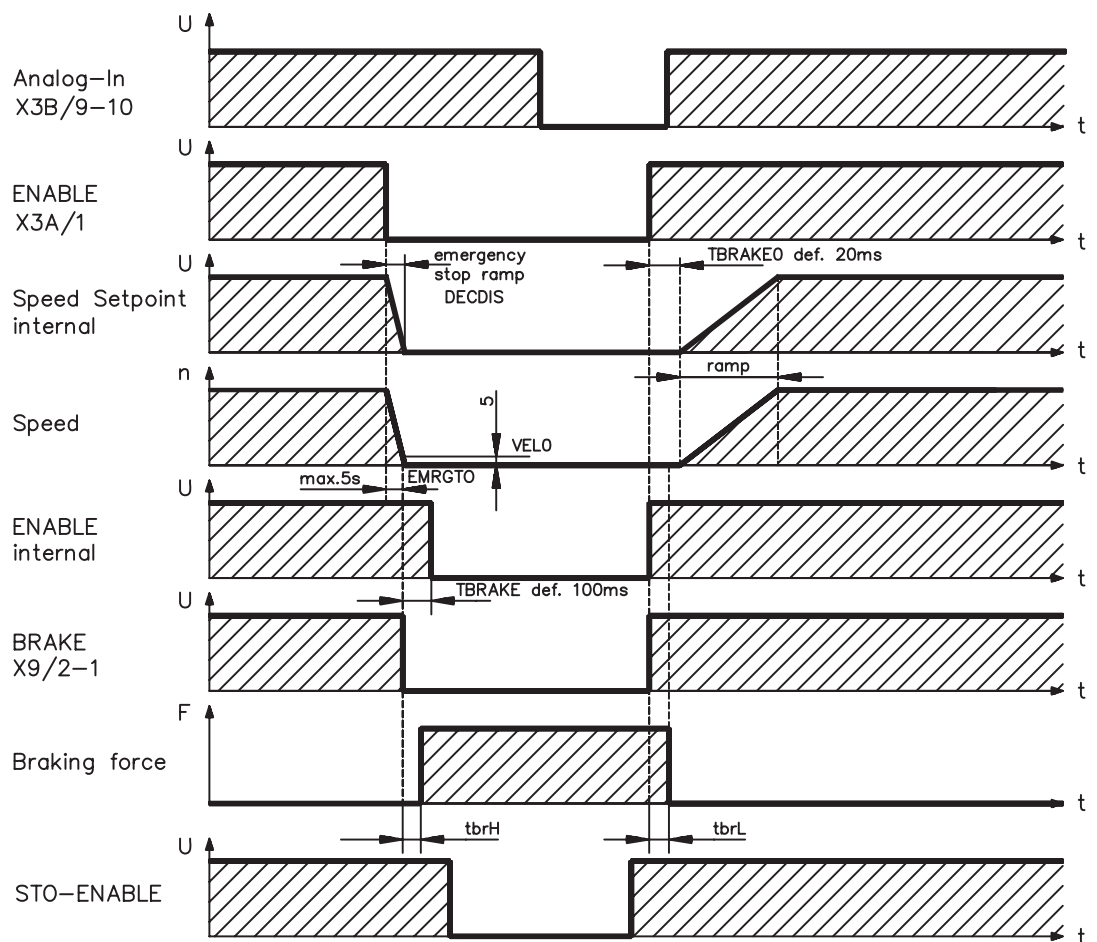 U
Analog-In
X3B/9-10
t
U
ENABLE
X3A/1
t
U
emergency
stop ramp
DECDIS
TBRAKE0 def. 20ms
Speed Setpoint
internal
t
n
ramp
Speed
5
VEL0
t
max.5s
EMRGTO
U
ENABLE
internal
t
TBRAKE def. 100ms
U
BRAKE
X9/2-1
t
F
Braking force
t
tbrH
tbrL
U
STO-ENABLE
t